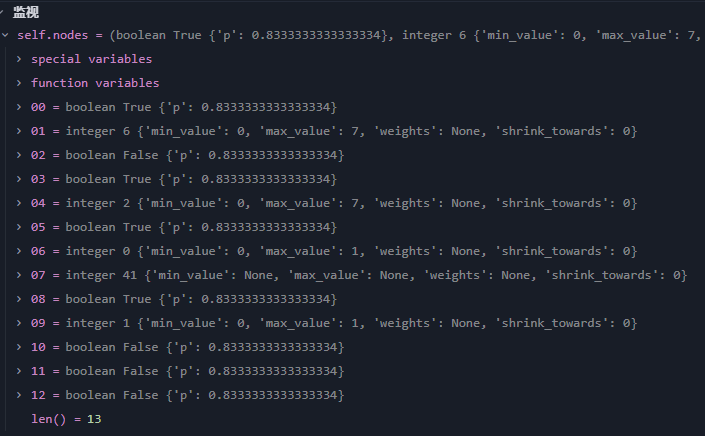 监视
self.nodes = (boolean True {'p': 0.8333333333333334}, integer 6 {'min_value': 0, 'max_value': 7,
special variables
function variables
00 = boolean True {'p': 0.8333333333333334}
01 = integer 6 {'min_value': 0, 'max_value': 7, 'weights': None, 'shrink_towards': 0}
02 = boolean False {'p': 0.8333333333333334}
03 = boolean True {'p': 0.8333333333333334}
04 = integer 2 {'min_value': 0, 'max_value': 7, 'weights': None, 'shrink_towards': 0}
05 = boolean True {'p': 0.8333333333333334}
06 = integer 0 {'min_value': 0, 'max_value': 1, 'weights': None, 'shrink_towards': 0}
07 = integer 41 {'min_value': None, 'max_value': None, 'weights': None, 'shrink_towards': 0}
08 = boolean True {'p': 0.8333333333333334}
09 = integer 1 {'min_value': 0, 'max_value': 1, 'weights': None, 'shrink_towards': 0}
10 = boolean False {'p': 0.8333333333333334}
11 = boolean False {'p': 0.8333333333333334}
12 = boolean False {'p': 0.8333333333333334}
len() = 13